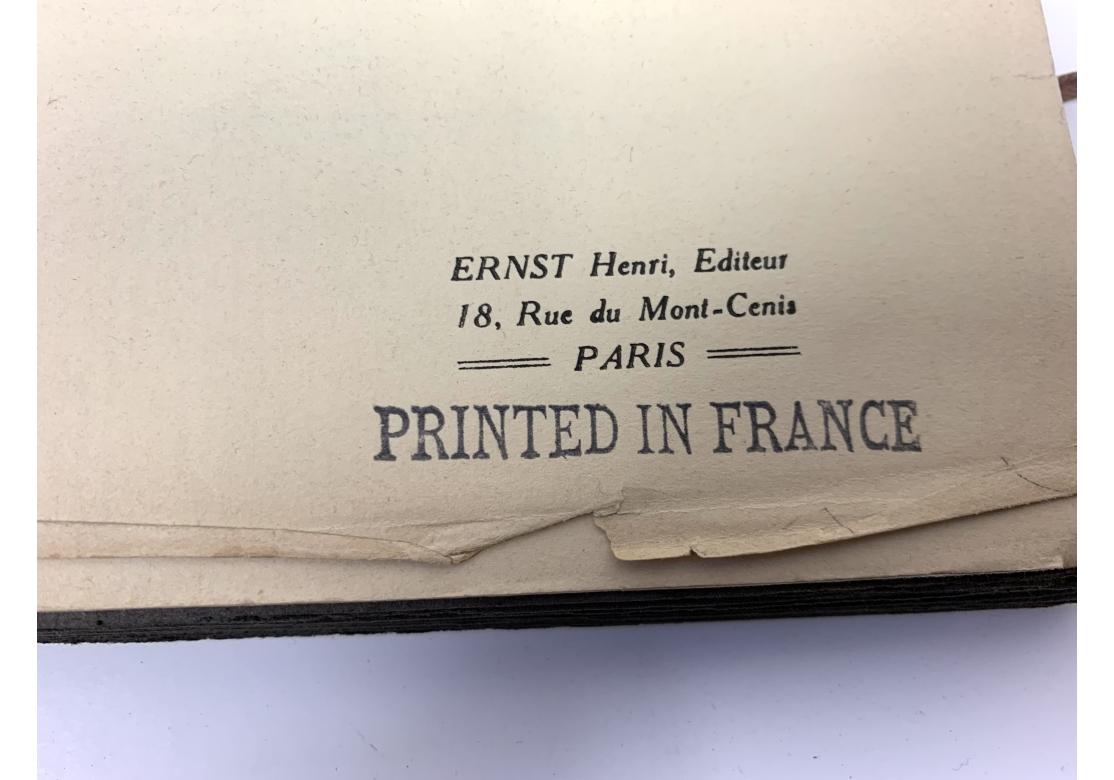 ERNST Henri, Editeur
18, Rue du Mont-Cenis
PARIS
PRINTED IN FRANCE